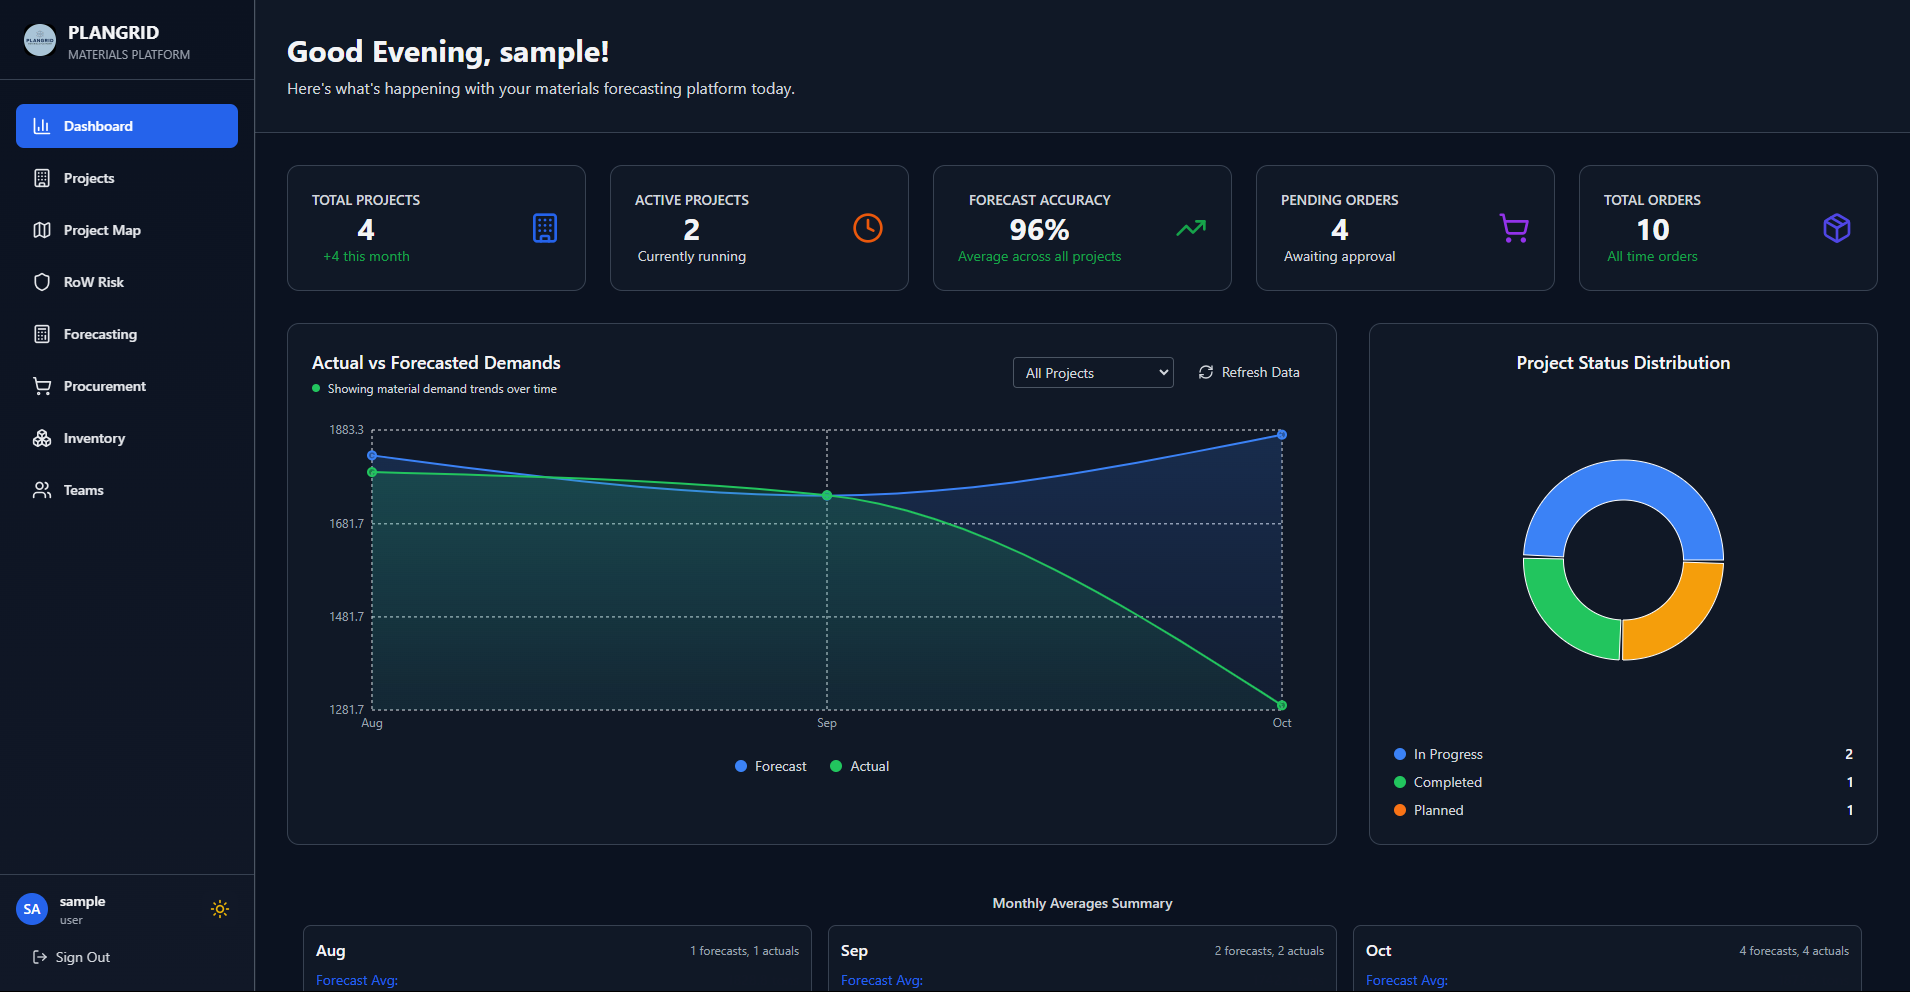 PLANGRID
MATERIALS PLATFORM
Dashboard
Projects
Project Map
RoW Risk
Forecasting
Procurement
Inventory
Teams
SA
sample
user
Sign Out
Good Evening, sample!
Here's what's happening with your materials forecasting platform today.
TOTAL PROJECTS
4
+4 this month
ACTIVE PROJECTS
2
Currently running
FORECAST ACCURACY
96%
Average across all projects
PENDING ORDERS
4
Awaiting approval
TOTAL ORDERS
10
All time orders
Actual vs Forecasted Demands
Showing material demand trends over time
All Projects
Refresh Data
1883.3
1681.7
1481.7
1281.7
Aug
Sep
Oct
Forecast
Actual
Project Status Distribution
In Progress 2
Completed 1
Planned 1
Monthly Averages Summary
Aug
1 forecasts, 1 actuals
Forecast Avg:
Sep
2 forecasts, 2 actuals
Forecast Avg:
Oct
4 forecasts, 4 actuals
Forecast Avg: